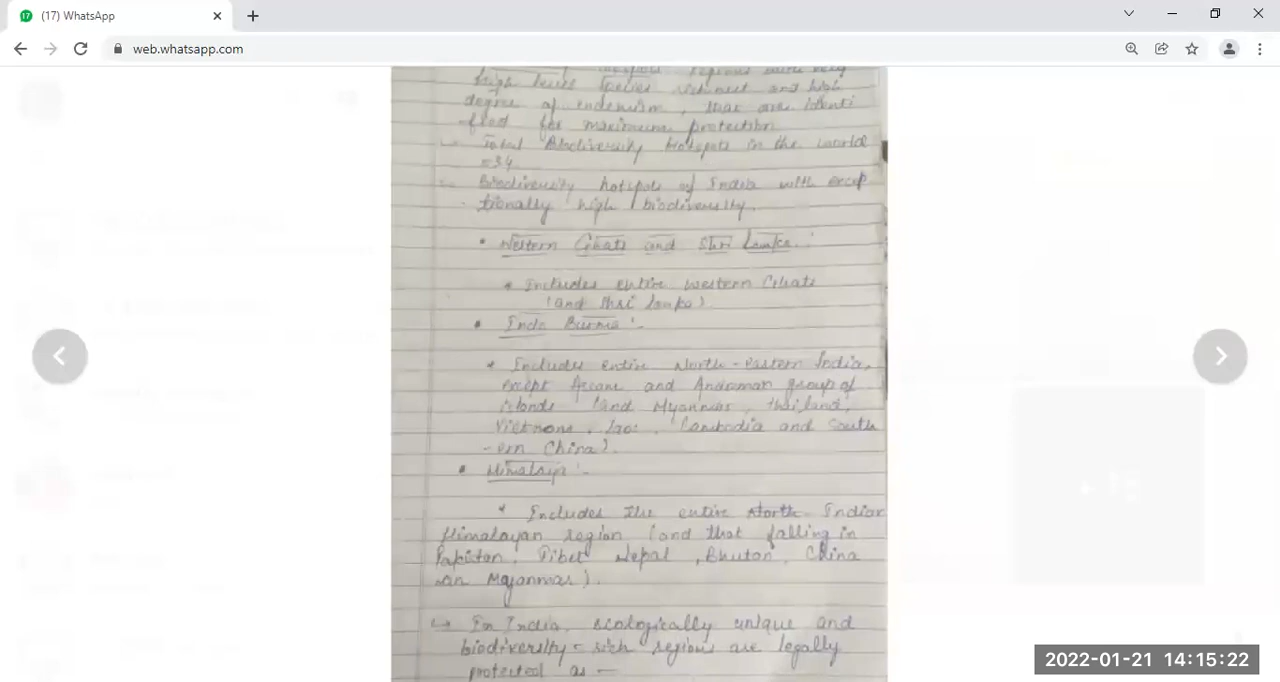 (17) WhatsApp
web.whatsapp.com
regions
high level species and high
degree of endemism, that are identi
-fied for maximum protection
Total Biodiversity hotspots in the world
=34
Biodiversity hotspots of India with excep
- tionally high biodiversity.
• Western Ghats and Shri Lanka :
* Includes entire western Ghats
(and Shri lanka)
• Indo Burma :-
* Includes entire North-eastern India,
except Assam and Andaman group of
islands (and Myanmar, Thailand,
Vietnam, Laos, Cambodia and South
-ern China).
• Himalaya :-
* Includes the entire North Indian
Himalayan region (and that falling in
Pakistan, Tibet Nepal, Bhutan, China
Myanmar).
↳ In India, ecologically unique and
biodiversity - rich regions are legally
protected as —
2022-01-21 14:15:22